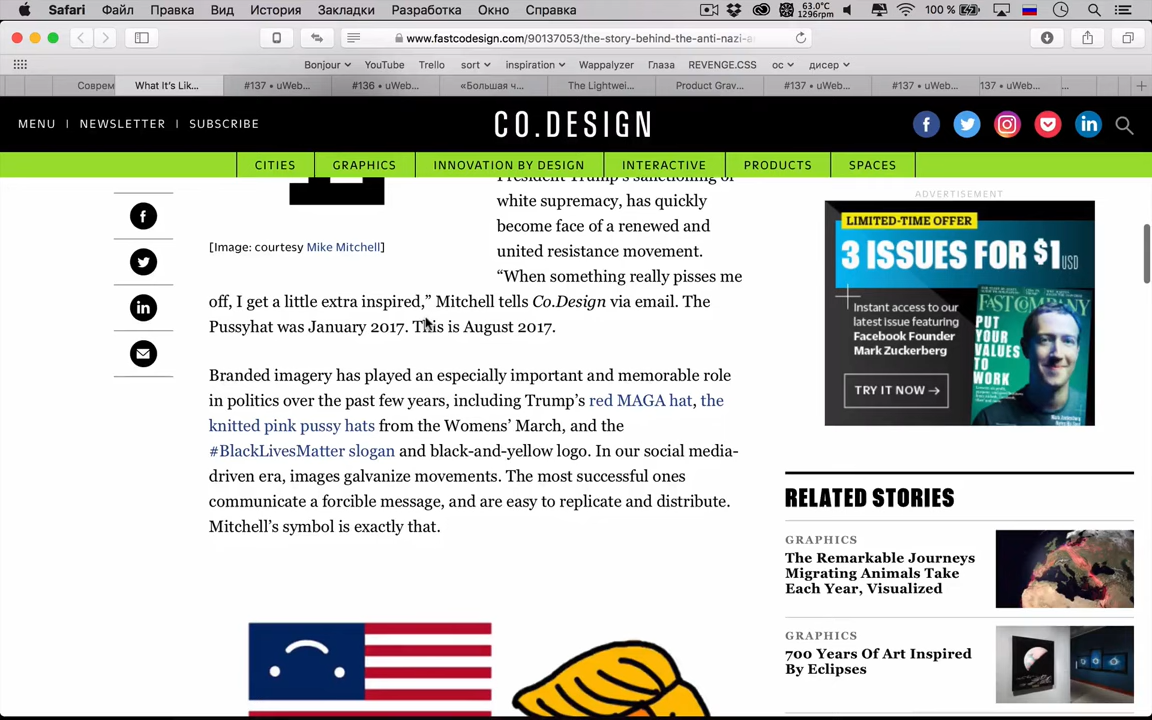 Safari Файл Правка Вид История Закладки Разработка Окно Справка 63.0°C 1296rpm 100 %
www.fastcodesign.com/90137053/the-story-behind-the-anti-nazi-a
Bonjour YouTube Trello sort inspiration Wappalyzer Глаза REVENGE.CSS ос дисер
Соврем What It's Lik... #137 • uWeb... #136 • uWeb... «Большая ч... The Lightwei... Product Grav... #137 • uWeb... #137 • uWeb... 137 • uWeb...
MENU | NEWSLETTER | SUBSCRIBE CO.DESIGN
CITIES GRAPHICS INNOVATION BY DESIGN INTERACTIVE PRODUCTS SPACES
President Trump's sanctioning of
white supremacy, has quickly
become face of a renewed and
united resistance movement.
[Image: courtesy Mike Mitchell]
“When something really pisses me
off, I get a little extra inspired,” Mitchell tells Co.Design via email. The
Pussyhat was January 2017. This is August 2017.
Branded imagery has played an especially important and memorable role
in politics over the past few years, including Trump’s red MAGA hat, the
knitted pink pussy hats from the Womens’ March, and the
#BlackLivesMatter slogan and black-and-yellow logo. In our social media-
driven era, images galvanize movements. The most successful ones
communicate a forcible message, and are easy to replicate and distribute.
Mitchell’s symbol is exactly that.
ADVERTISEMENT
LIMITED-TIME OFFER
3 ISSUES FOR $1 USD
Instant access to our
latest issue featuring
Facebook Founder
Mark Zuckerberg
TRY IT NOW →
FAST COMPANY
PUT
YOUR
VALUES
TO
WORK
RELATED STORIES
GRAPHICS
The Remarkable Journeys
Migrating Animals Take
Each Year, Visualized
GRAPHICS
700 Years Of Art Inspired
By Eclipses